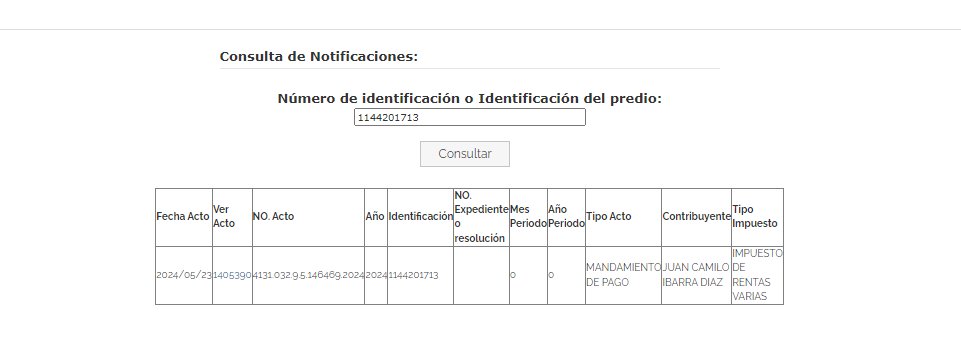 Consulta de Notificaciones:
Número de identificación o Identificación del predio:
1144201713
Consultar
Fecha Acto Ver Acto NO. Acto Año Identificación NO. Expediente o resolución Mes Periodo Año Periodo Tipo Acto Contribuyente Tipo Impuesto
2024/05/23 1405390 4131.032.9.5.146469.2024 2024 1144201713 0 0 MANDAMIENTO DE PAGO JUAN CAMILO IBARRA DIAZ IMPUESTO DE RENTAS VARIAS